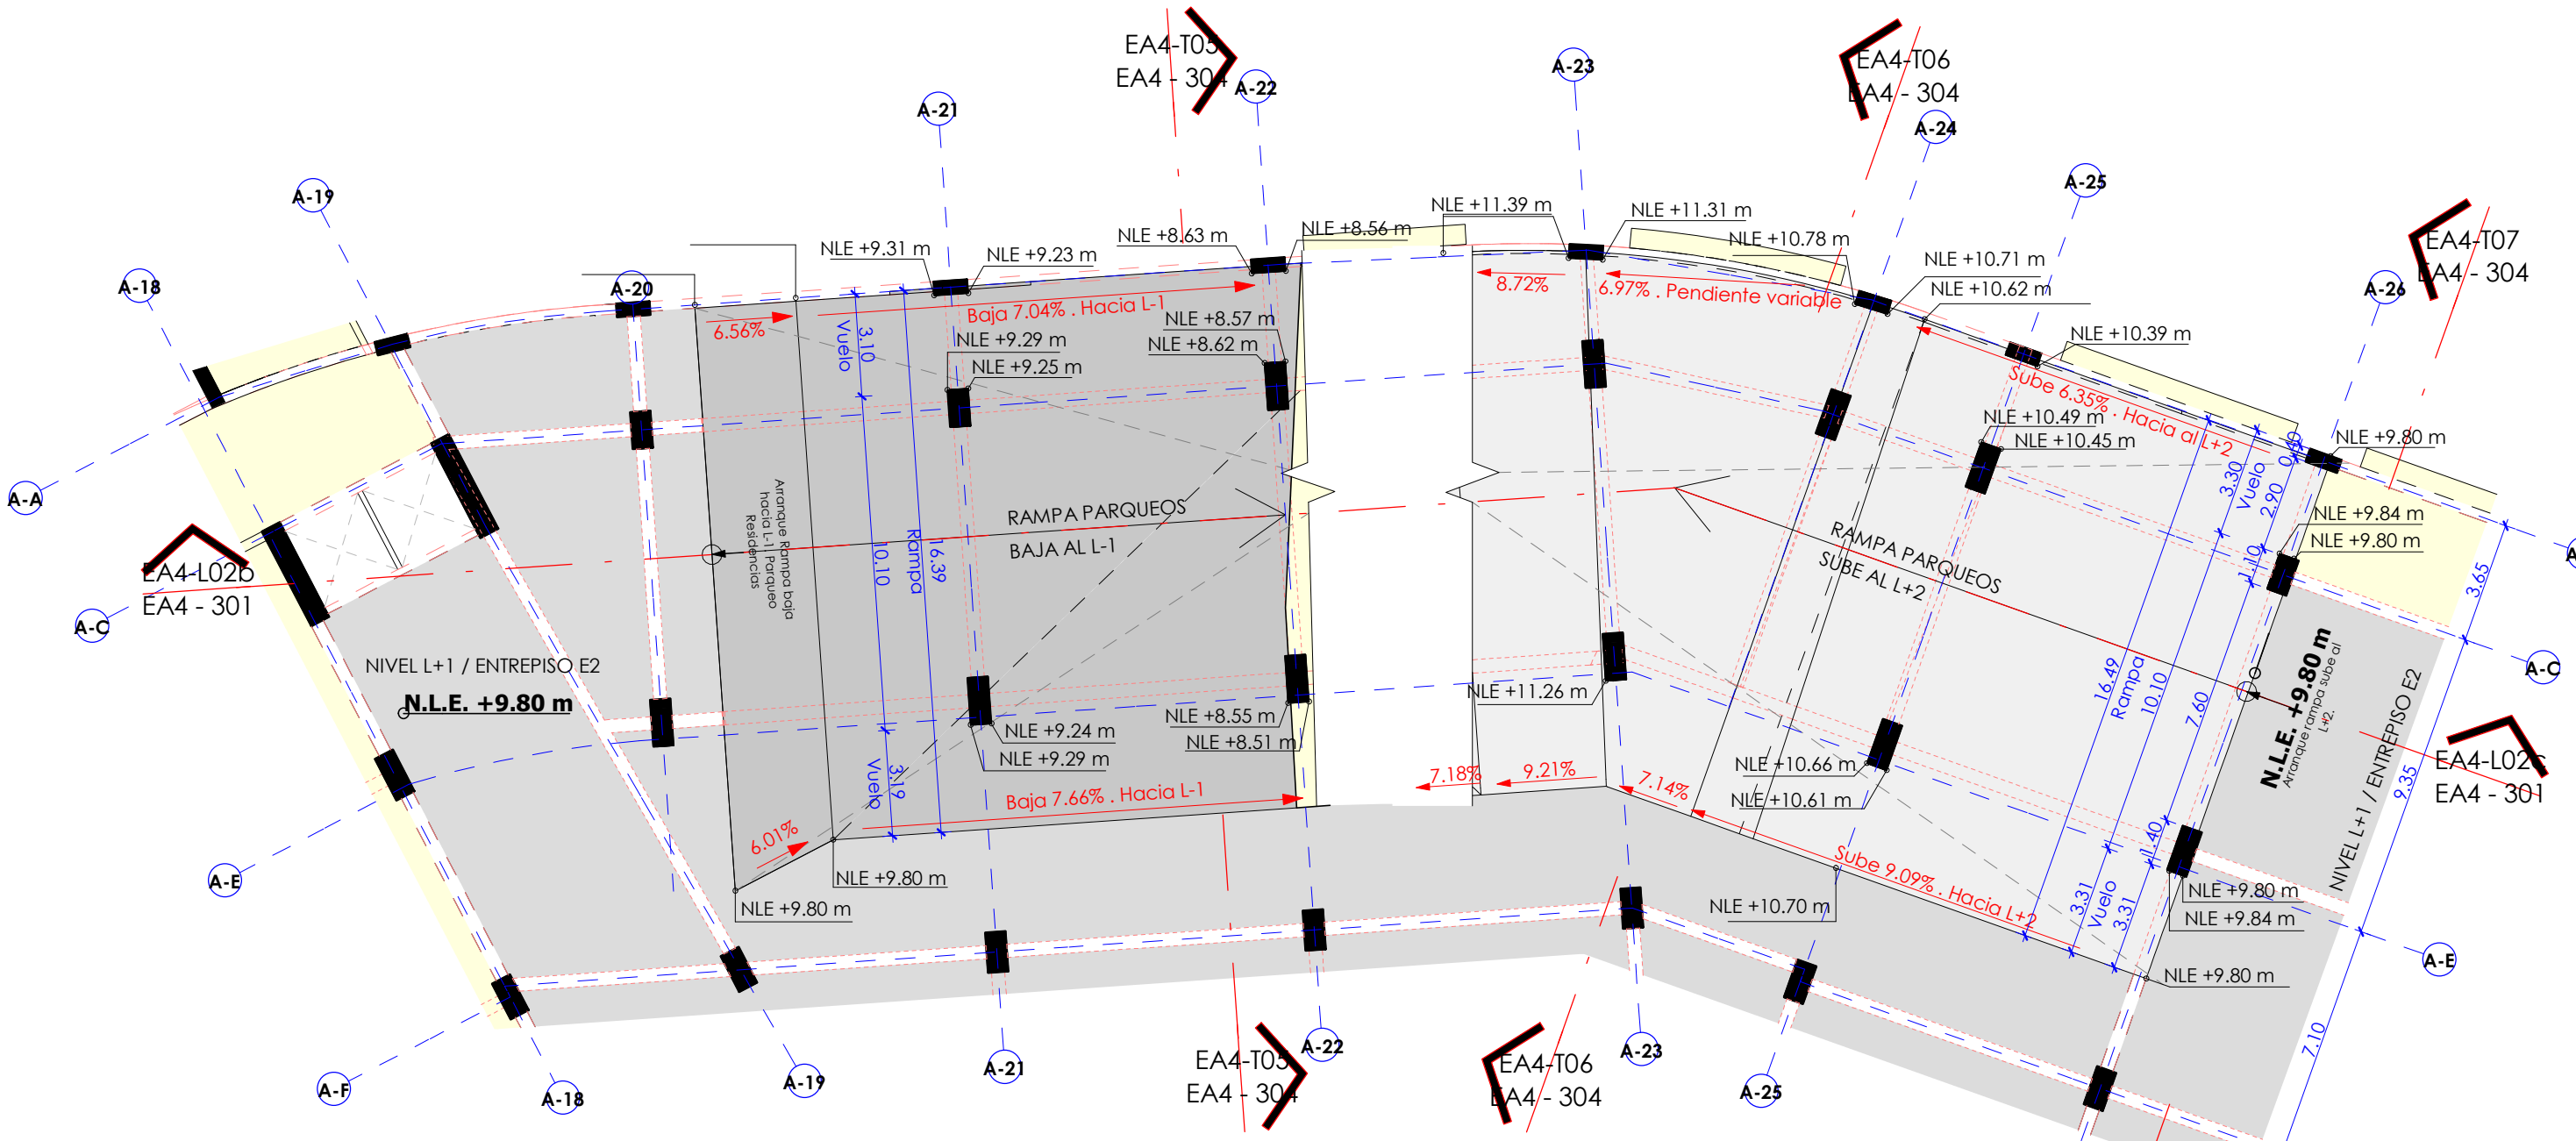 EA4-T05
EA4 - 304
A-22
A-23
EA4-T06
EA4 - 304
A-24
A-21
A-19
A-18
A-20
A-25
EA4-T07
EA4 - 304
A-26
NLE +9.31 m
NLE +9.23 m
NLE +8.63 m
NLE +8.56 m
NLE +11.39 m
NLE +11.31 m
NLE +10.78 m
NLE +10.71 m
NLE +10.62 m
NLE +10.39 m
6.56%
Baja 7.04% . Hacia L-1
8.72%
6.97% . Pendiente variable
Sube 6.35% . Hacia al L+2
3.10
Vuelo
NLE +9.29 m
NLE +9.25 m
NLE +8.57 m
NLE +8.62 m
NLE +10.49 m
NLE +10.45 m
NLE +9.80 m
0.40
3.30
Vuelo
2.90
1.10
NLE +9.84 m
NLE +9.80 m
A-A
A-C
EA4-L02b
EA4 - 301
Arranque Rampa baja
hacia L-1. Parqueo
Residencias
10.10
Rampa
16.39
RAMPA PARQUEOS
BAJA AL L-1
RAMPA PARQUEOS
SUBE AL L+2
3.65
A-C
NIVEL L+1 / ENTREPISO E2
N.L.E. +9.80 m
16.49
Rampa
10.10
7.60
N.L.E. +9.80 m
Arranque rampa sube al
L+2.
NIVEL L+1 / ENTREPISO E2
9.35
EA4-L02c
EA4 - 301
NLE +9.24 m
NLE +9.29 m
NLE +8.55 m
NLE +8.51 m
NLE +11.26 m
3.19
Vuelo
Baja 7.66% . Hacia L-1
7.18%
9.21%
7.14%
NLE +10.66 m
NLE +10.61 m
Sube 9.09% . Hacia L+2
1.40
3.31
Vuelo
3.31
6.01%
NLE +9.80 m
NLE +9.80 m
NLE +10.70 m
NLE +9.80 m
NLE +9.84 m
NLE +9.80 m
A-E
A-E
7.10
A-F
A-18
A-19
A-21
EA4-T05
EA4 - 304
A-22
EA4-T06
EA4 - 304
A-23
A-25